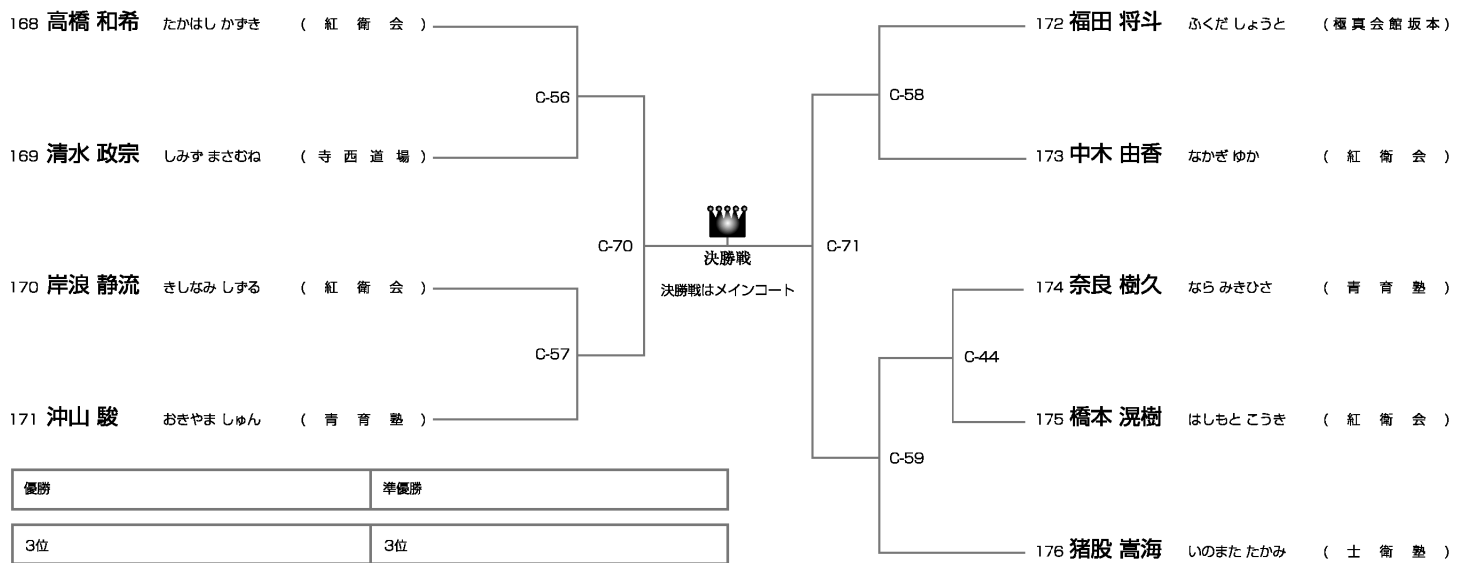 168 高橋 和希 たかはし かずき ( 紅 衛 会 )
C-56
169 清水 政宗 しみず まさむね ( 寺 西 道 場 )
C-70
170 岸浪 静流 きしなみ しずる ( 紅 衛 会 )
C-57
171 沖山 駿 おきやま しゅん ( 青 育 塾 )
決勝戦
決勝戦はメインコート
172 福田 将斗 ふくだ しょうと ( 極 真 会 館 坂 本 )
C-58
173 中木 由香 なかぎ ゆか ( 紅 衛 会 )
C-71
174 奈良 樹久 なら みきひさ ( 青 育 塾 )
C-44
175 橋本 滉樹 はしもと こうき ( 紅 衛 会 )
C-59
176 猪股 嵩海 いのまた たかみ ( 士 衛 塾 )
優勝 準優勝
3位 3位